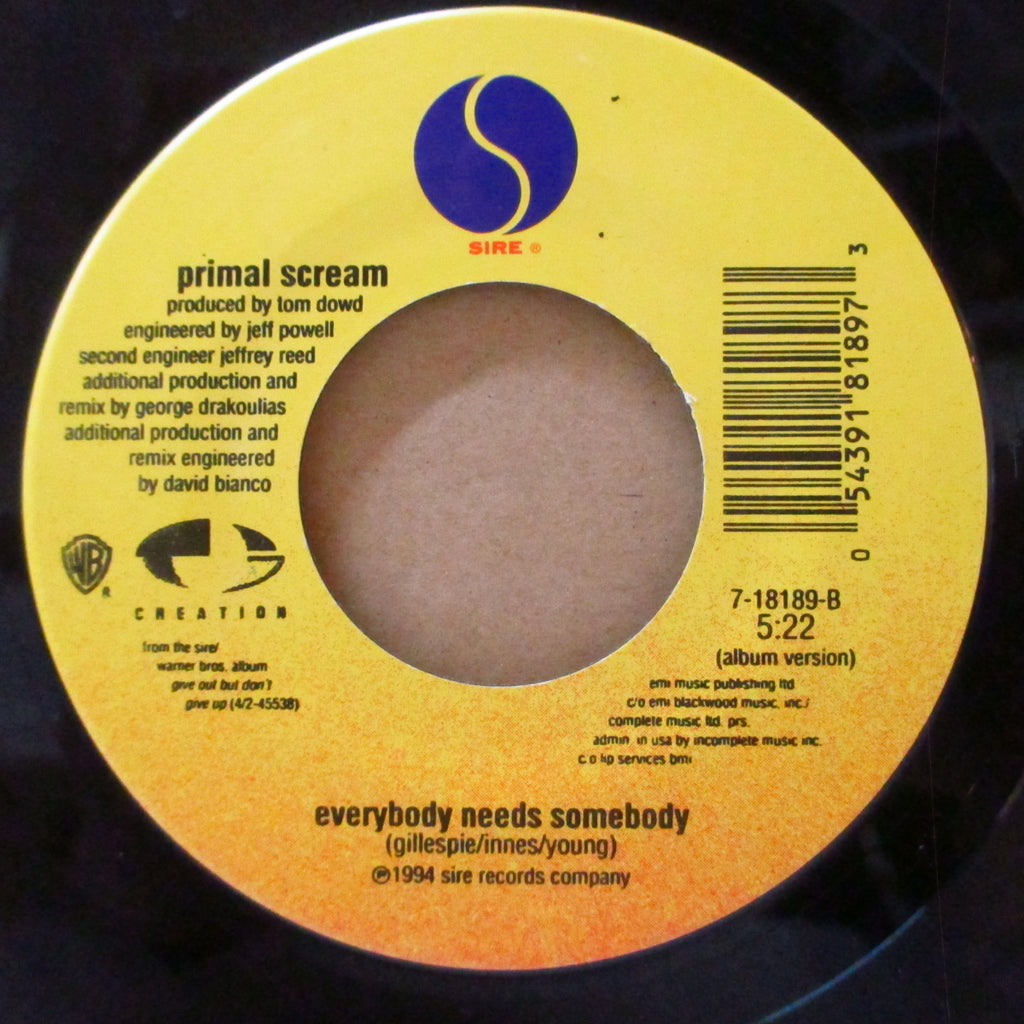 SIRE ®
primal scream
produced by tom dowd
engineered by jeff powell
second engineer jeffrey reed
additional production and
remix by george drakoulias
additional production and
remix engineered
by david bianco
WB ®
CREATION
from the sire/
warner bros. album
give out but don't
give up (4/2-45538)
0 54391 81897 3
7-18189-B
5:22
(album version)
emi music publishing ltd
c/o emi blackwood music, inc./
complete music ltd. prs.
admin. in usa by incomplete music inc.
c/o lip services bmi
everybody needs somebody
(gillespie/innes/young)
℗1994 sire records company